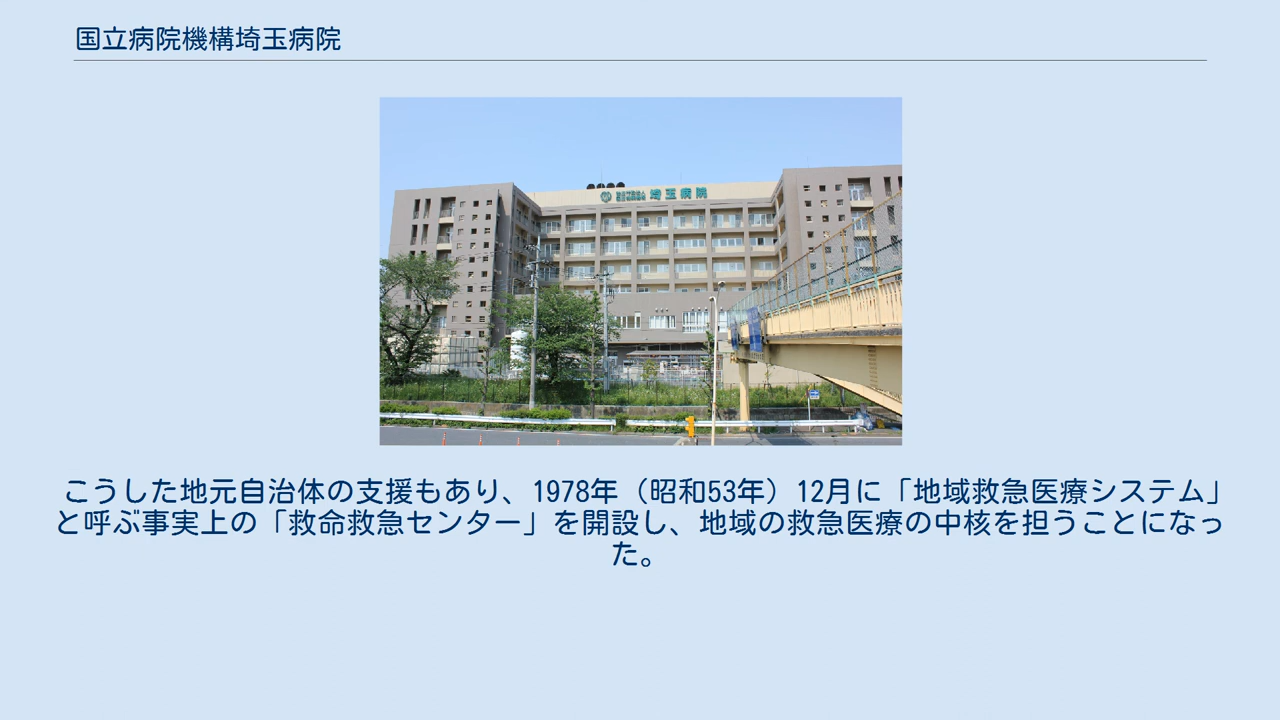 国立病院機構埼玉病院
埼玉病院
こうした地元自治体の支援もあり、1978年（昭和53年）12月に「地域救急医療システム」
と呼ぶ事実上の「救命救急センター」を開設し、地域の救急医療の中核を担うことになっ
た。